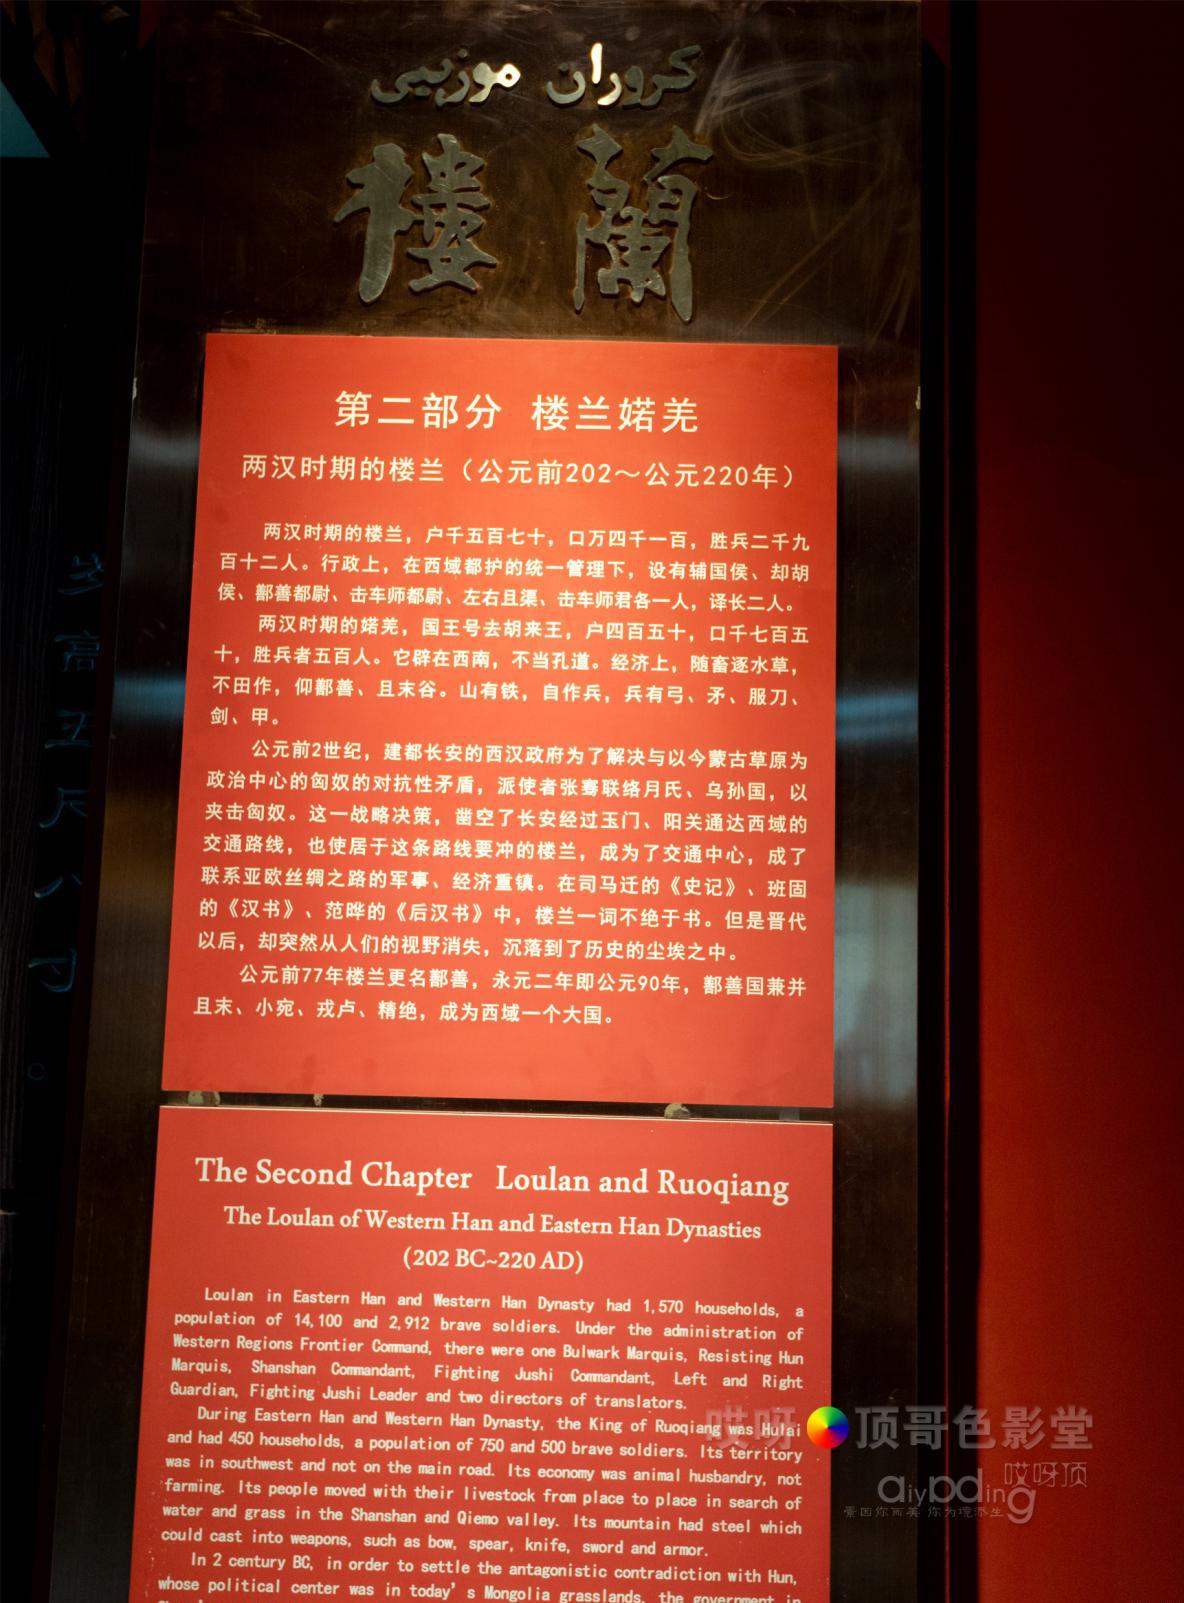 كروران موزېيى
楼蘭
第二部分 楼兰婼羌
两汉时期的楼兰（公元前202～公元220年）
两汉时期的楼兰，户千五百七十，口万四千一百，胜兵二千九
百十二人。行政上，在西域都护的统一管理下，设有辅国侯、却胡
侯、鄯善都尉、击车师都尉、左右且渠、击车师君各一人，译长二人。
两汉时期的婼羌，国王号去胡来王，户四百五十，口千七百五
十，胜兵者五百人。它辟在西南，不当孔道。经济上，随畜逐水草，
不田作，仰鄯善、且末谷。山有铁，自作兵，兵有弓、矛、服刀、
剑、甲。
公元前2世纪，建都长安的西汉政府为了解决与以今蒙古草原为
政治中心的匈奴的对抗性矛盾，派使者张骞联络月氏、乌孙国，以
夹击匈奴。这一战略决策，凿空了长安经过玉门、阳关通达西域的
交通路线，也使居于这条路线要冲的楼兰，成为了交通中心，成了
联系亚欧丝绸之路的军事、经济重镇。在司马迁的《史记》、班固
的《汉书》、范晔的《后汉书》中，楼兰一词不绝于书。但是晋代
以后，却突然从人们的视野消失，沉落到了历史的尘埃之中。
公元前77年楼兰更名鄯善，永元二年即公元90年，鄯善国兼并
且末、小宛、戎卢、精绝，成为西域一个大国。
The Second Chapter Loulan and Ruoqiang
The Loulan of Western Han and Eastern Han Dynasties
(202 BC~220 AD)
Loulan in Eastern Han and Western Han Dynasty had 1,570 households, a
population of 14,100 and 2,912 brave soldiers. Under the administration of
Western Regions Frontier Command, there were one Bulwark Marquis, Resisting Hun
Marquis, Shanshan Commandant, Fighting Jushi Commandant, Left and Right
Guardian, Fighting Jushi Leader and two directors of translators.
During Eastern Han and Western Han Dynasty, the King of Ruoqiang was Hulai
and had 450 households, a population of 750 and 500 brave soldiers. Its territory
was in southwest and not on the main road. Its economy was animal husbandry, not
farming. Its people moved with their livestock from place to place in search of
water and grass in the Shanshan and Qiemo valley. Its mountain had steel which
could cast into weapons, such as bow, spear, knife, sword and armor.
In 2 century BC, in order to settle the antagonistic contradiction with Hun,
whose political center was in today's Mongolia grasslands, the government in
哎呀 顶哥色影堂
aiypding 哎呀顶
景因你而美 你为境添生
高五尺八寸